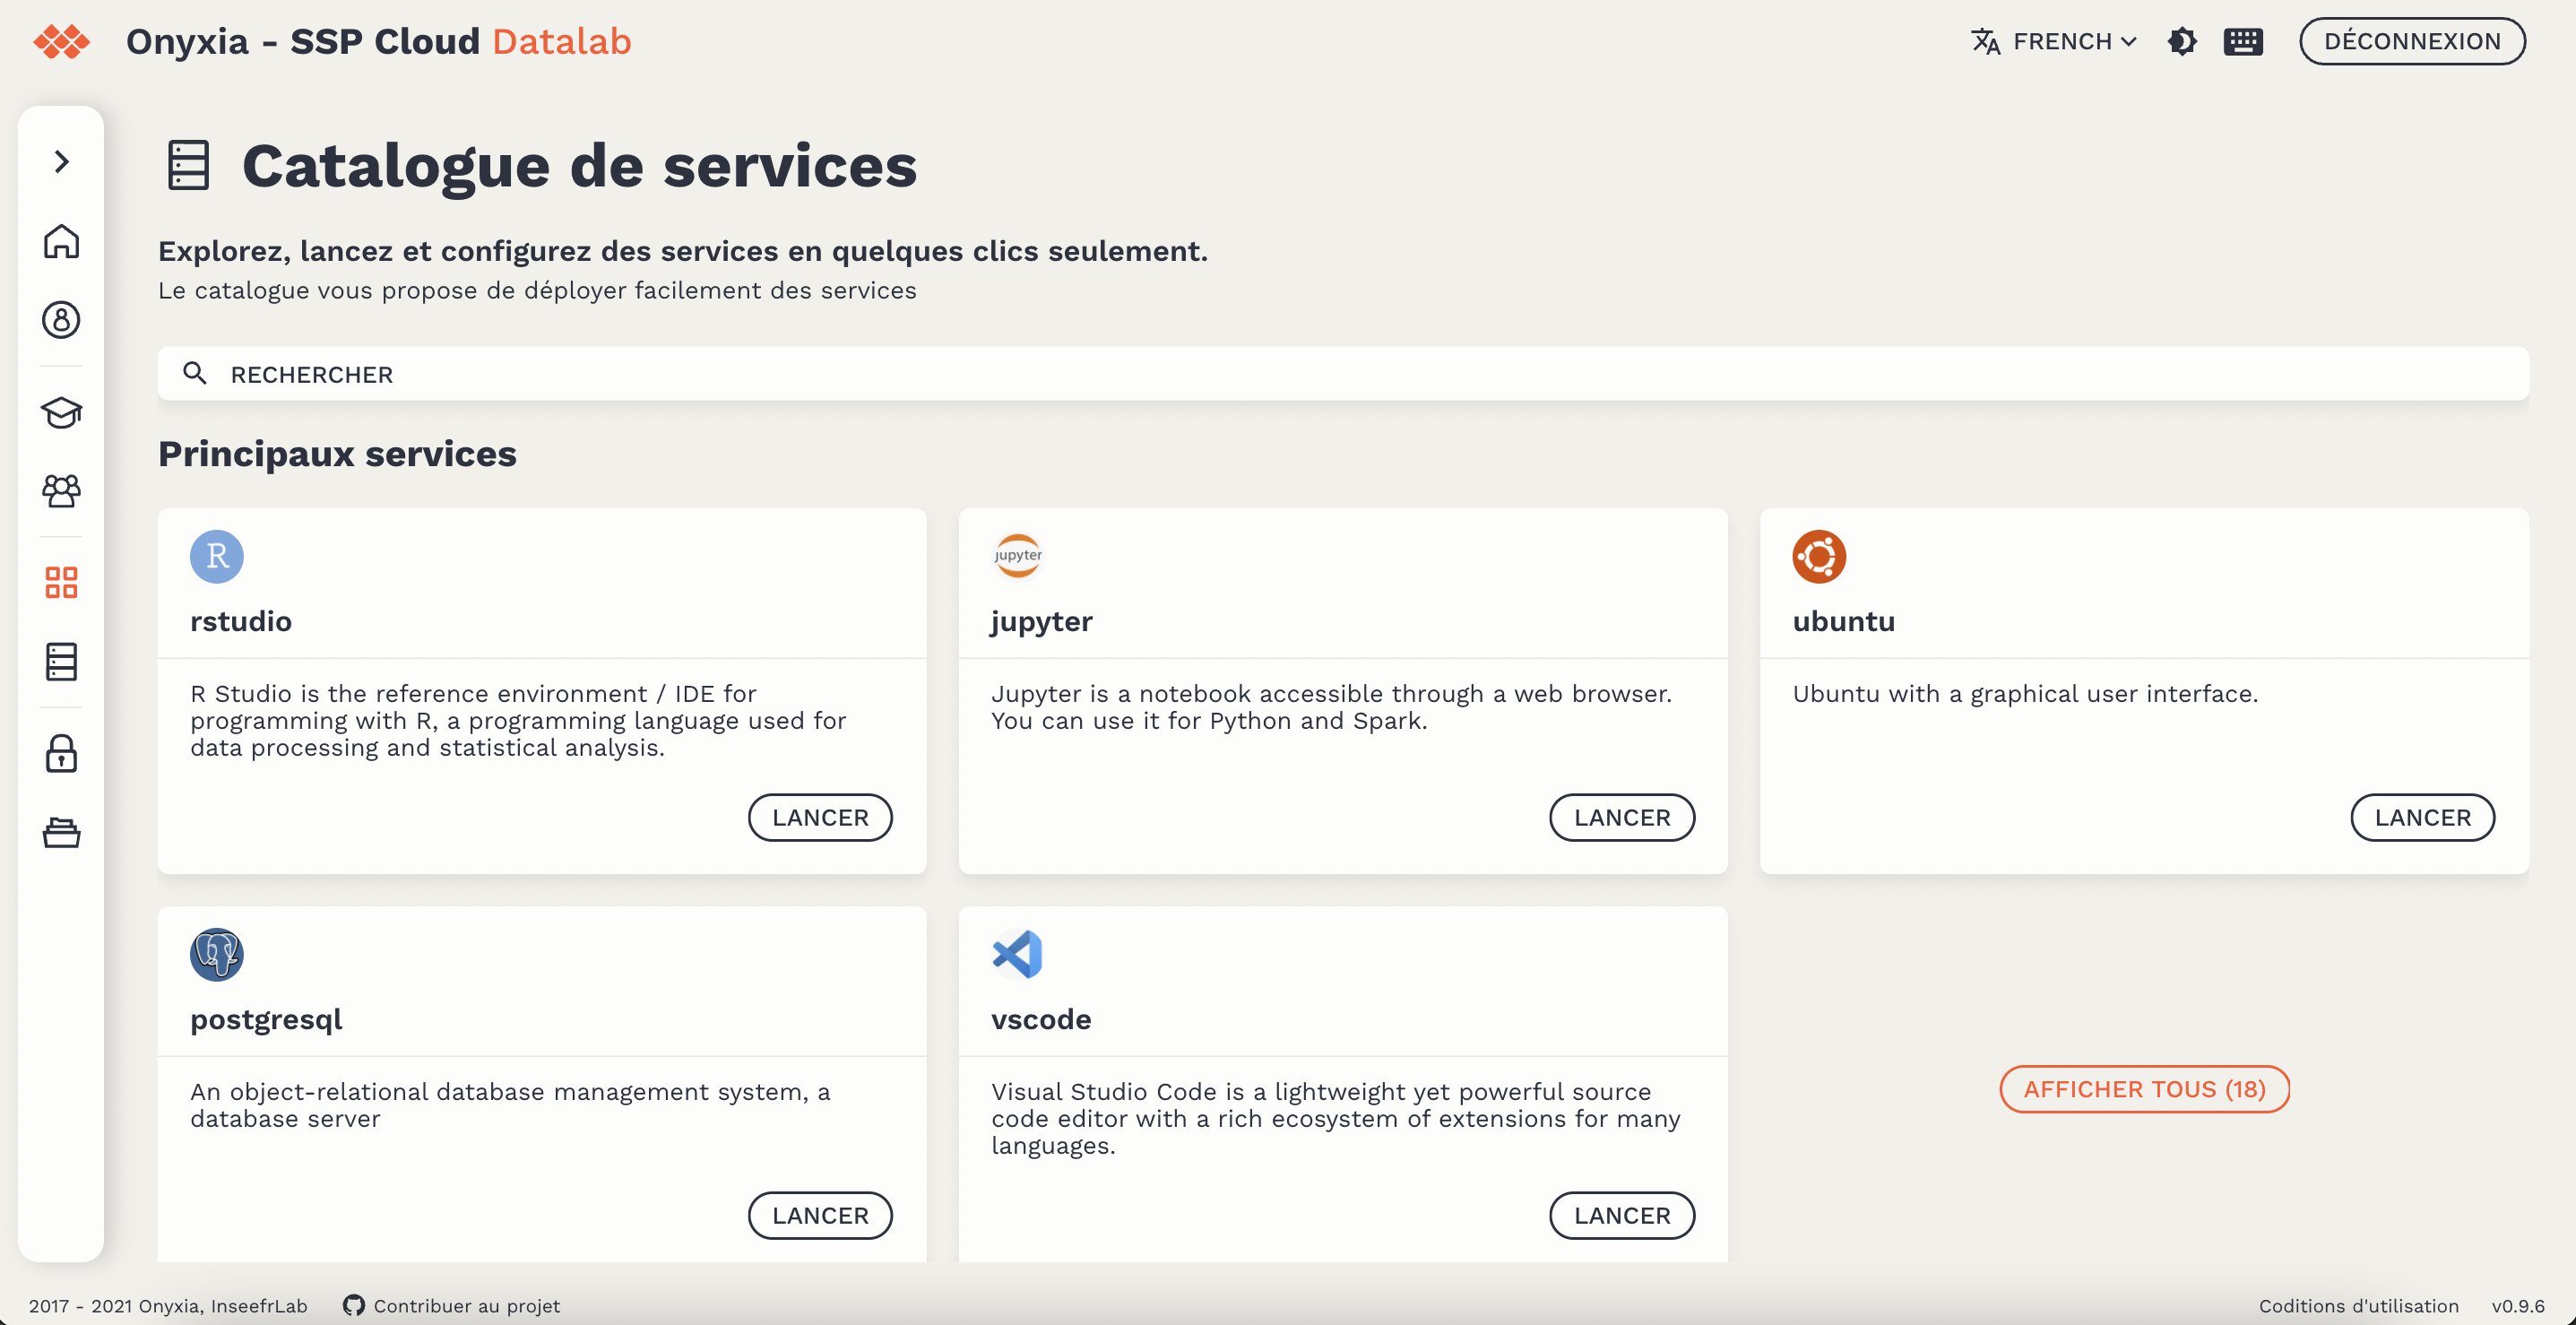 Onyxia - SSP Cloud Datalab
FRENCH
DÉCONNEXION
Catalogue de services
Explorez, lancez et configurez des services en quelques clics seulement.
Le catalogue vous propose de déployer facilement des services
RECHERCHER
Principaux services
R
rstudio
R Studio is the reference environment / IDE for
programming with R, a programming language used for
data processing and statistical analysis.
LANCER
jupyter
jupyter
Jupyter is a notebook accessible through a web browser.
You can use it for Python and Spark.
LANCER
ubuntu
Ubuntu with a graphical user interface.
LANCER
postgresql
An object-relational database management system, a
database server
LANCER
vscode
Visual Studio Code is a lightweight yet powerful source
code editor with a rich ecosystem of extensions for many
languages.
LANCER
AFFICHER TOUS (18)
2017 - 2021 Onyxia, InseefrLab
Contribuer au projet
Coditions d'utilisation
v0.9.6